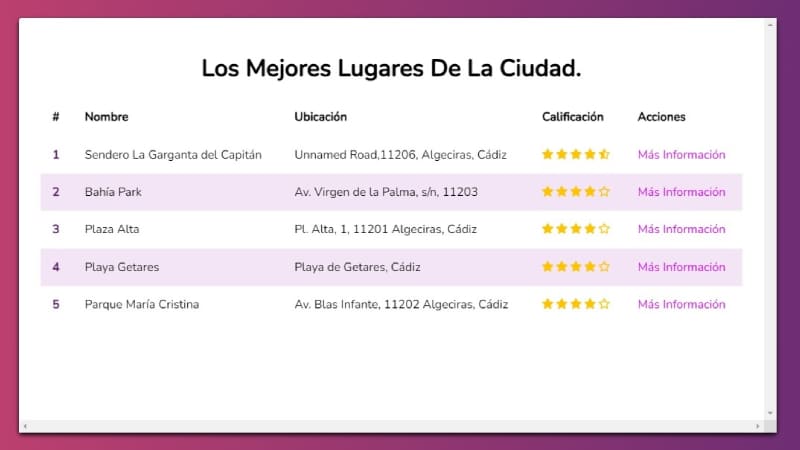 Los Mejores Lugares De La Ciudad.
# Nombre Ubicación Calificación Acciones
1 Sendero La Garganta del Capitán Unnamed Road,11206, Algeciras, Cádiz Más Información
2 Bahía Park Av. Virgen de la Palma, s/n, 11203 Más Información
3 Plaza Alta Pl. Alta, 1, 11201 Algeciras, Cádiz Más Información
4 Playa Getares Playa de Getares, Cádiz Más Información
5 Parque María Cristina Av. Blas Infante, 11202 Algeciras, Cádiz Más Información